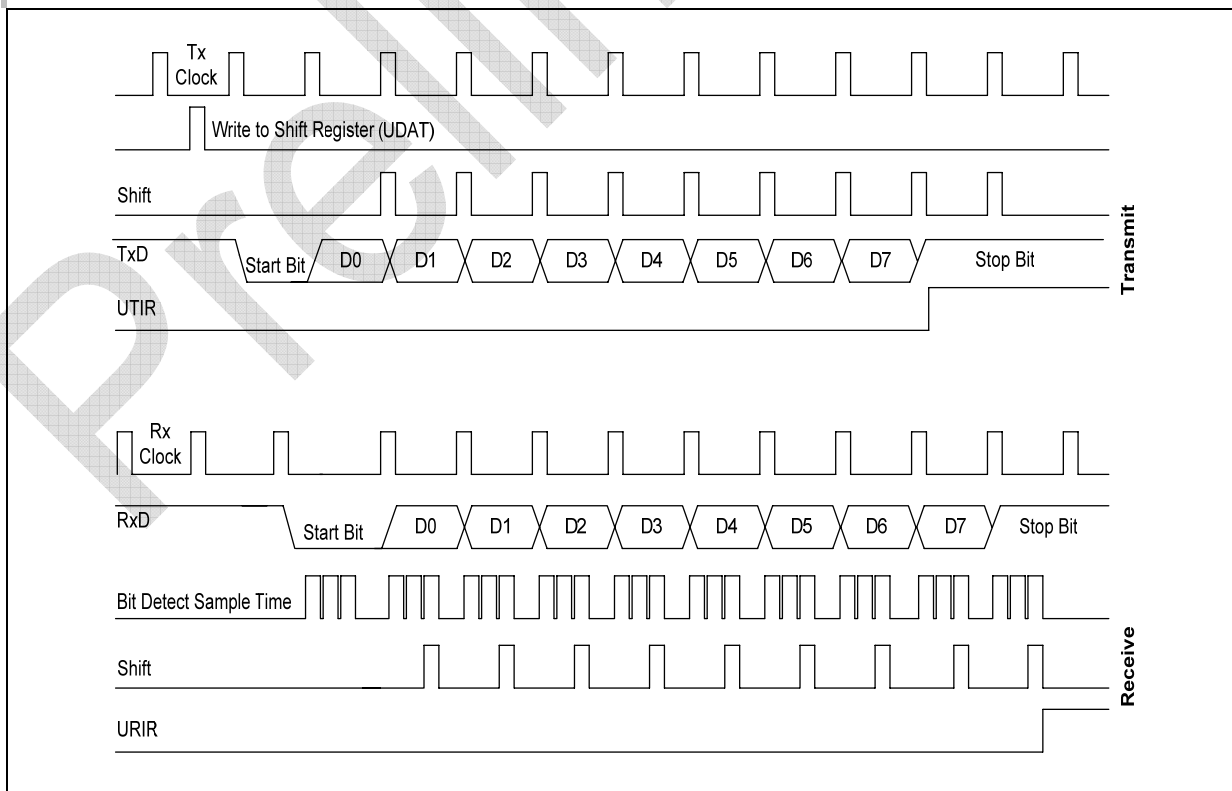 Tx
Clock
Write to Shift Register (UDAT)
Shift
TxD
Start Bit
D0
D1
D2
D3
D4
D5
D6
D7
Stop Bit
UTIR
Transmit
Rx
Clock
RxD
Start Bit
D0
D1
D2
D3
D4
D5
D6
D7
Stop Bit
Bit Detect Sample Time
Shift
URIR
Receive